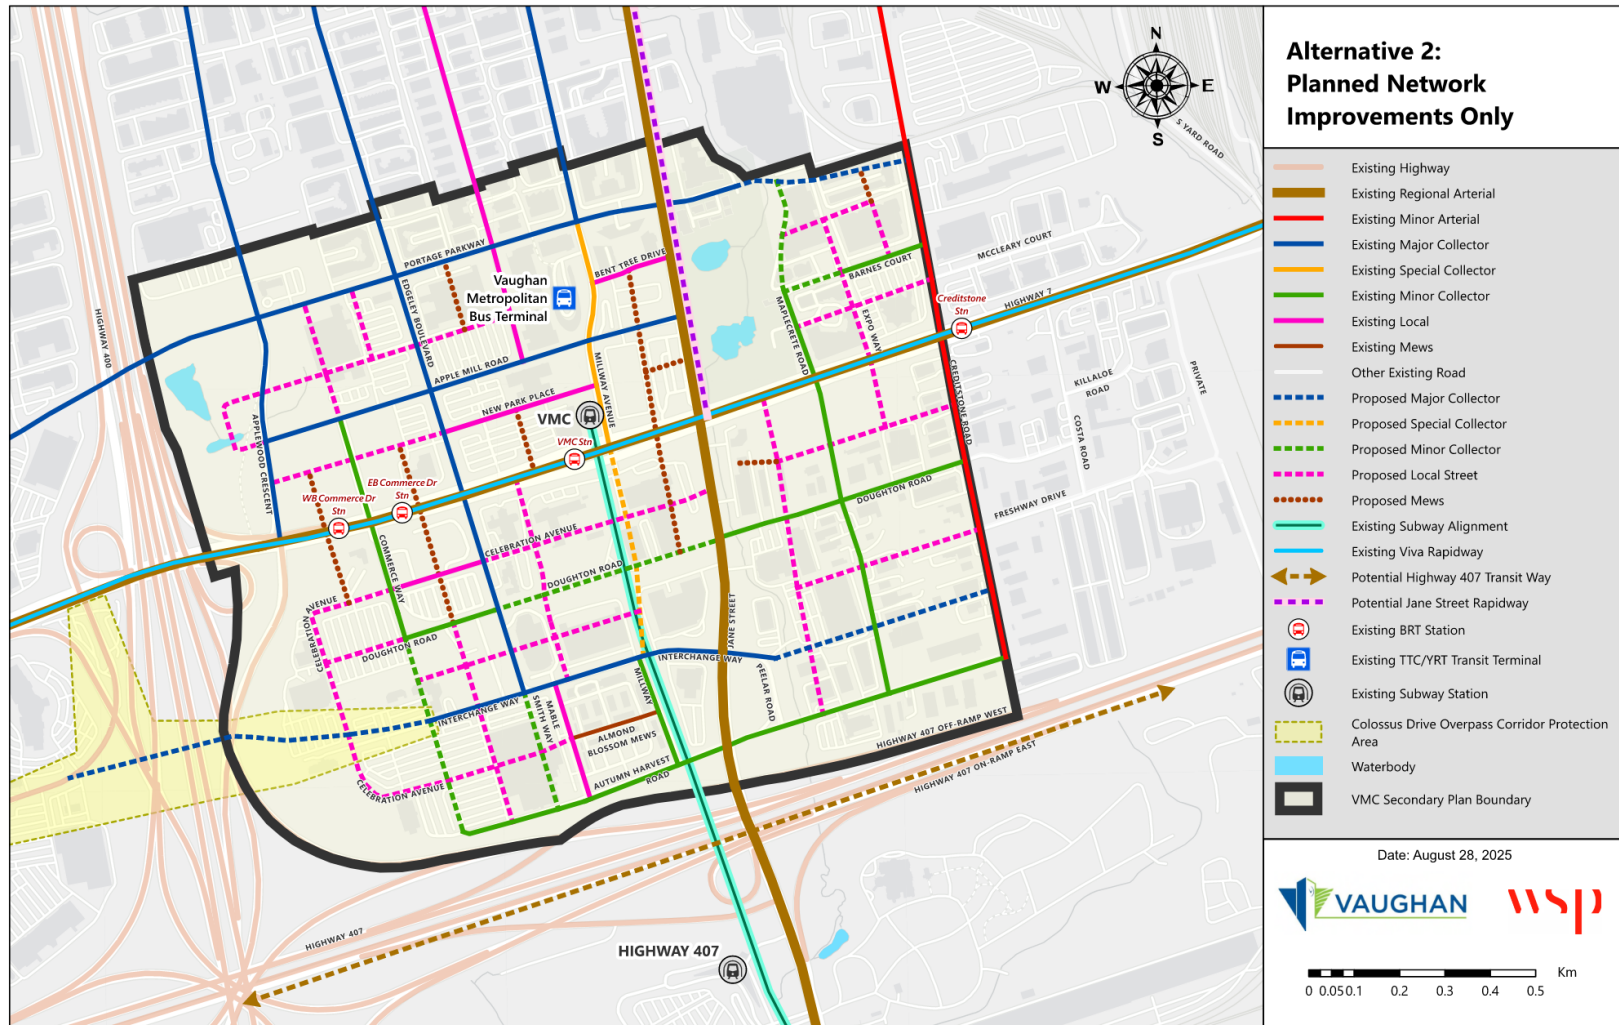 Alternative 2:
Planned Network
Improvements Only
Existing Highway
Existing Regional Arterial
Existing Minor Arterial
Existing Major Collector
Existing Special Collector
Existing Minor Collector
Existing Local
Existing Mews
Other Existing Road
Proposed Major Collector
Proposed Special Collector
Proposed Minor Collector
Proposed Local Street
Proposed Mews
Existing Subway Alignment
Existing Viva Rapidway
Potential Highway 407 Transit Way
Potential Jane Street Rapidway
Existing BRT Station
Existing TTC/YRT Transit Terminal
Existing Subway Station
Colossus Drive Overpass Corridor Protection
Area
Waterbody
VMC Secondary Plan Boundary
Date: August 28, 2025
VAUGHAN
wsp
Km
0 0.05 0.1 0.2 0.3 0.4 0.5
N
W
E
S
S YARD ROAD
MCCLEARY COURT
HIGHWAY 7
Creditstone
Stn
BARNES COURT
BENT TREE DRIVE
PORTAGE PARKWAY
Vaughan
Metropolitan
Bus Terminal
EDGELEY BOULEVARD
MAPLECRETE ROAD
EXPO WAY
HIGHWAY 400
APPLE MILL ROAD
MILLWAY AVENUE
CREDITSTONE ROAD
KILLALOE
ROAD
PRIVATE
COSTA ROAD
NEW PARK PLACE
VMC
VMC Stn
APPLEWOOD CRESCENT
EB Commerce Dr
Stn
WB Commerce Dr
Stn
DOUGHTON ROAD
FRESHWAY DRIVE
COMMERCE WAY
CELEBRATION AVENUE
DOUGHTON ROAD
AVENUE
CELEBRATION
DOUGHTON ROAD
JANE STREET
INTERCHANGE WAY
PEELAR ROAD
MILLWAY
INTERCHANGE WAY
MABLE
SMITH WAY
ALMOND
BLOSSOM MEWS
HIGHWAY 407 OFF-RAMP WEST
HIGHWAY 407 ON-RAMP EAST
AUTUMN HARVEST
ROAD
CELEBRATION AVENUE
HIGHWAY 407
HIGHWAY 407